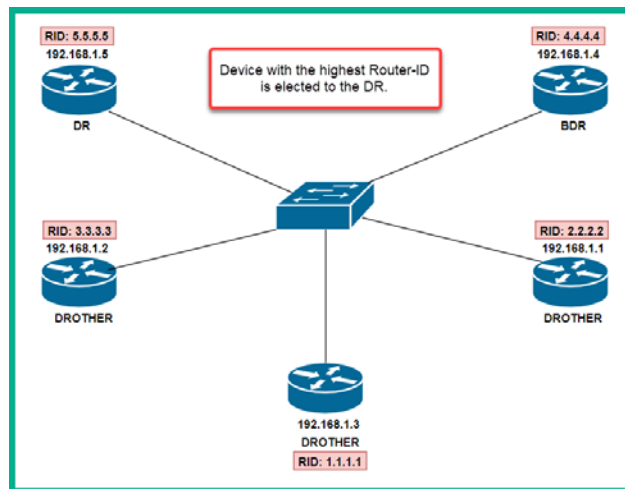 RID: 5.5.5.5
192.168.1.5
DR
Device with the highest Router-ID
is elected to the DR.
RID: 4.4.4.4
192.168.1.4
BDR
RID: 3.3.3.3
192.168.1.2
DROTHER
RID: 2.2.2.2
192.168.1.1
DROTHER
192.168.1.3
DROTHER
RID: 1.1.1.1